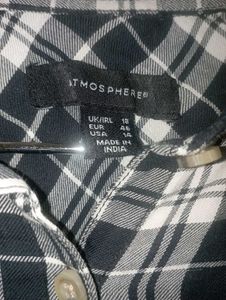 ATMOSPHERE®
UK/IRL 18
EUR 46
USA 14
MADE IN
INDIA